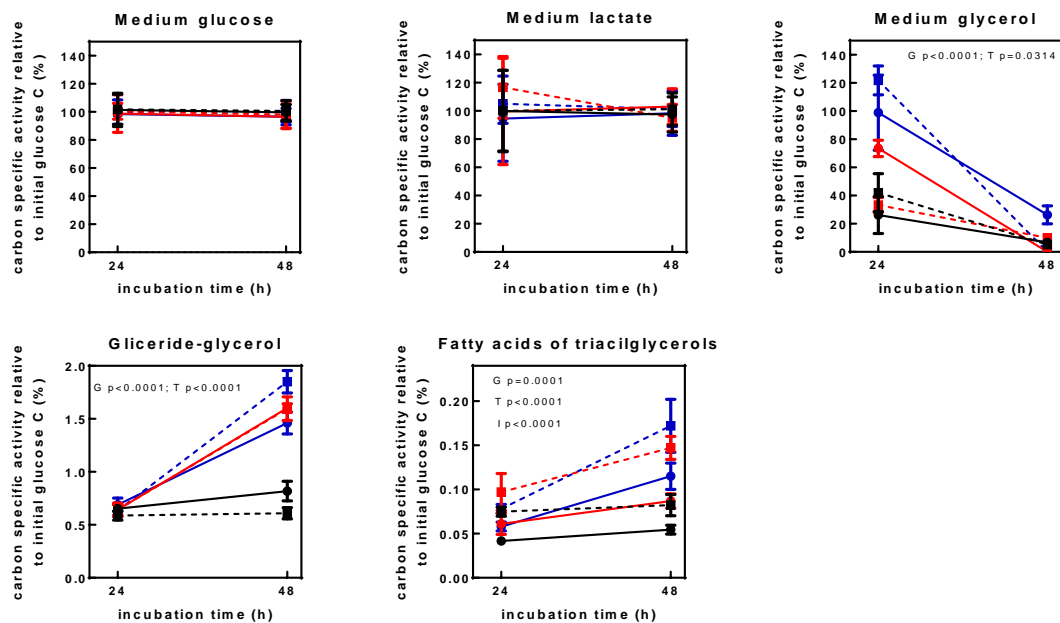 Medium glucose
carbon specific activity relative
to initial glucose C (%)
140
120
100
80
60
40
20
0
24
48
incubation time (h)
Medium lactate
carbon specific activity relative
to initial glucose C (%)
140
120
100
80
60
40
20
0
24
48
incubation time (h)
Medium glycerol
carbon specific activity relative
to initial glucose C (%)
G p<0.0001; T p=0.0314
140
120
100
80
60
40
20
0
24
48
incubation time (h)
Gliceride-glycerol
carbon specific activity relative
to initial glucose C (%)
G p<0.0001; T p<0.0001
2.0
1.5
1.0
0.5
0.0
24
48
incubation time (h)
Fatty acids of triacilglycerols
carbon specific activity relative
to initial glucose C (%)
G p=0.0001
T p<0.0001
I p<0.0001
0.20
0.15
0.10
0.05
0.00
24
48
incubation time (h)